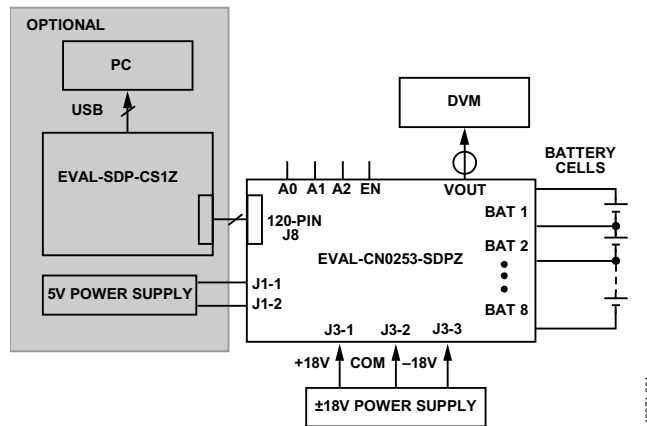 OPTIONAL
PC
USB
EVAL-SDP-CS1Z
5V POWER SUPPLY
DVM
BATTERY
CELLS
A0 A1 A2 EN VOUT
120-PIN
J8
EVAL-CN0253-SDPZ
BAT 1
BAT 2
BAT 8
J1-1
J1-2
J3-1 J3-2 J3-3
+18V COM –18V
±18V POWER SUPPLY